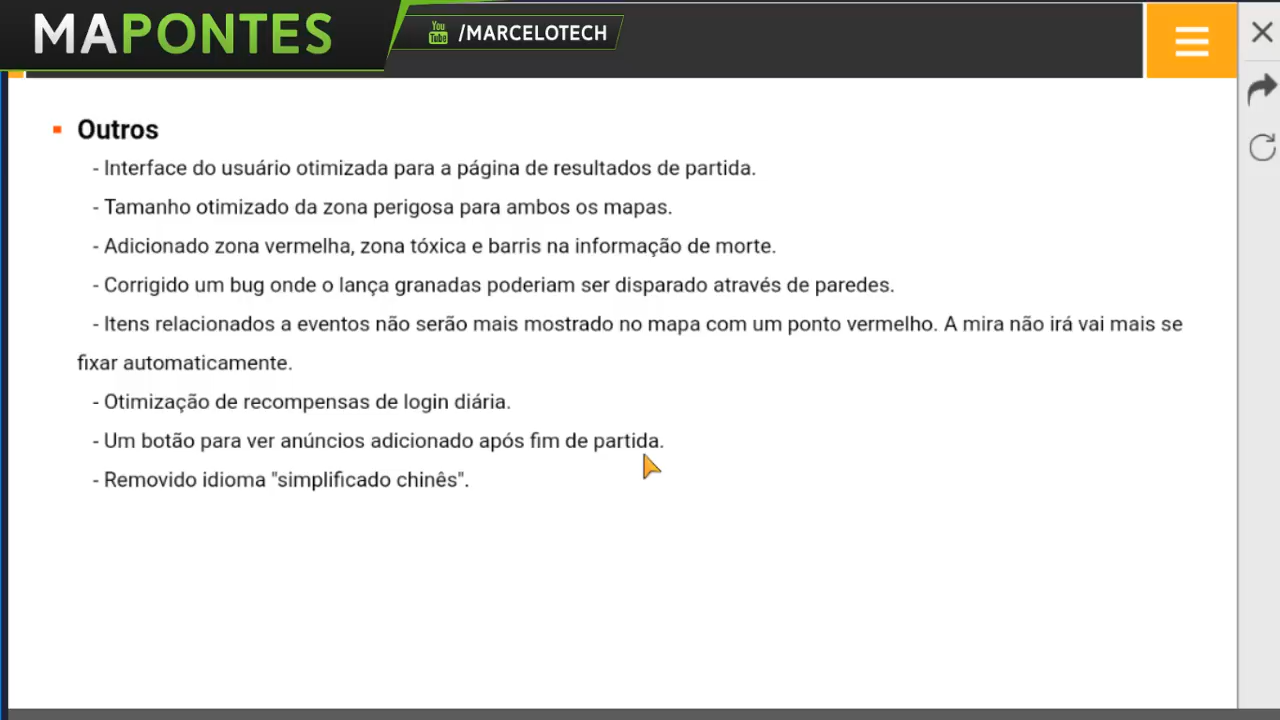 MAPONTES
You Tube /MARCELOTECH
Outros
- Interface do usuário otimizada para a página de resultados de partida.
- Tamanho otimizado da zona perigosa para ambos os mapas.
- Adicionado zona vermelha, zona tóxica e barris na informação de morte.
- Corrigido um bug onde o lança granadas poderiam ser disparado através de paredes.
- Itens relacionados a eventos não serão mais mostrado no mapa com um ponto vermelho. A mira não irá vai mais se
fixar automaticamente.
- Otimização de recompensas de login diária.
- Um botão para ver anúncios adicionado após fim de partida.
- Removido idioma "simplificado chinês".